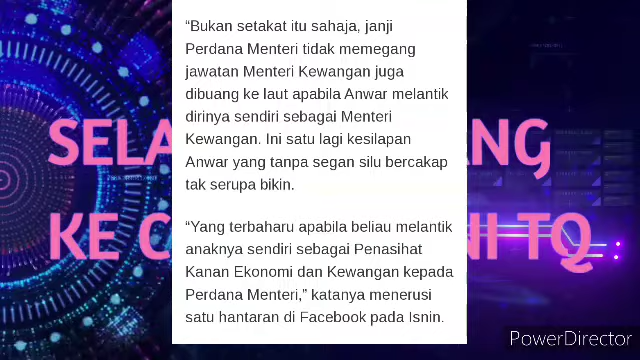 “Bukan setakat itu sahaja, janji
Perdana Menteri tidak memegang
jawatan Menteri Kewangan juga
dibuang ke laut apabila Anwar melantik
dirinya sendiri sebagai Menteri
Kewangan. Ini satu lagi kesilapan
Anwar yang tanpa segan silu bercakap
tak serupa bikin.
“Yang terbaharu apabila beliau melantik
anaknya sendiri sebagai Penasihat
Kanan Ekonomi dan Kewangan kepada
Perdana Menteri,” katanya menerusi
satu hantaran di Facebook pada Isnin.
KE
TQ
PowerDirector